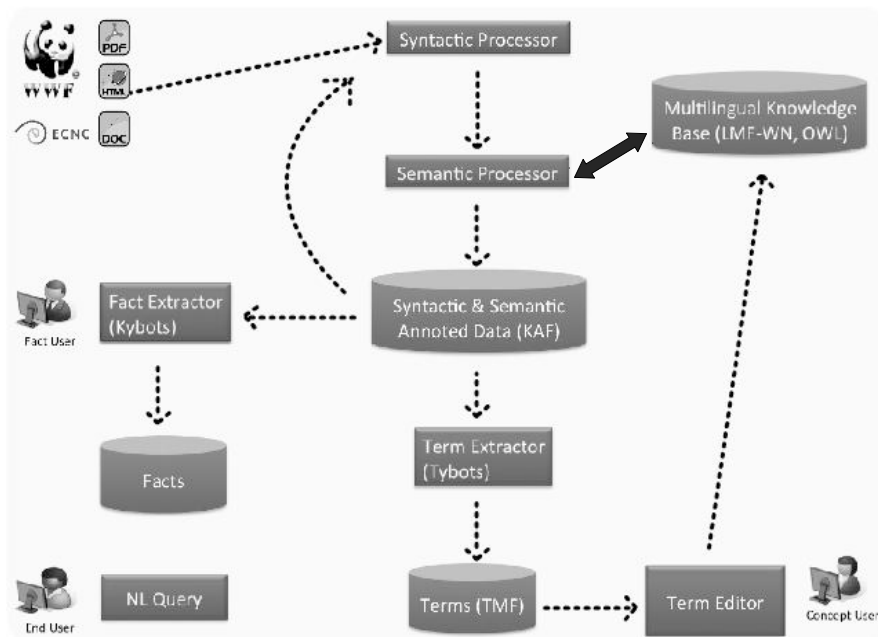 PDF
Syntactic Processor
WWF
HTML
Multilingual Knowledge
Base (LMF-WN, OWL)
ECNC
DOC
Semantic Processor
Fact Extractor
(Kybots)
Syntactic & Semantic
Annoted Data (KAF)
Fact User
Term Extractor
(Tybots)
Facts
NL Query
Terms (TMF)
Term Editor
End User
Concept User